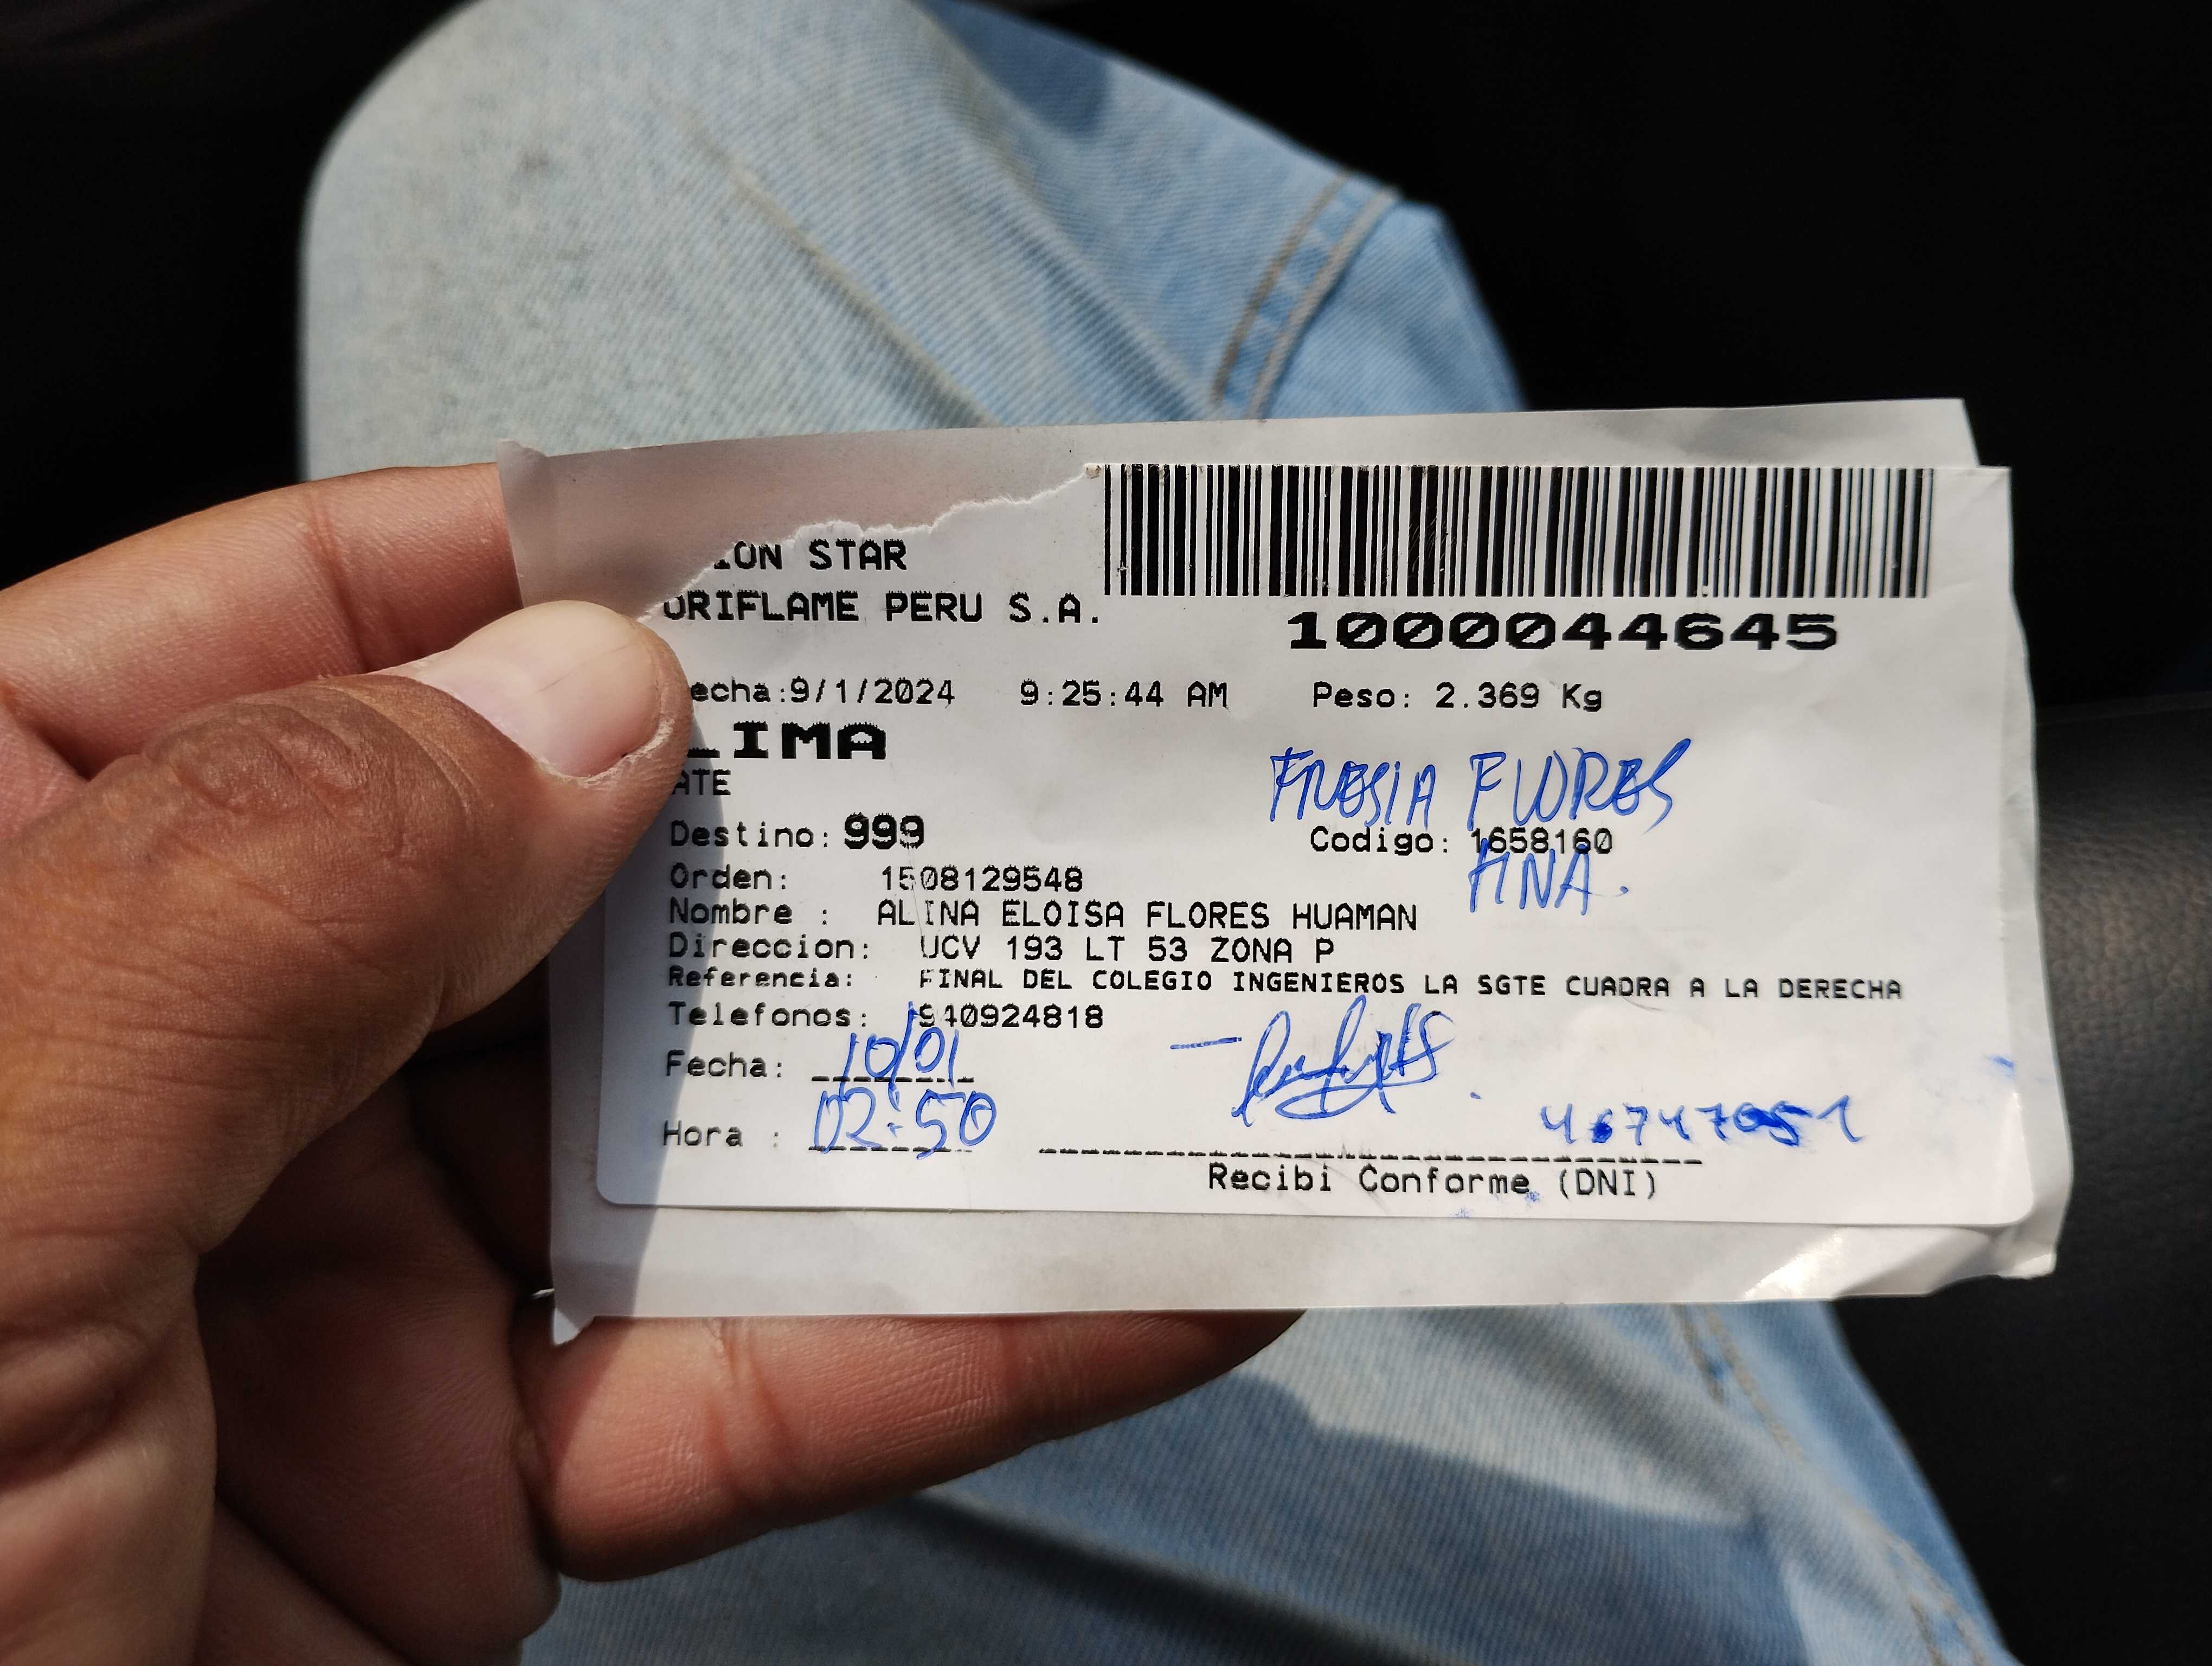 ION STAR
ORIFLAME PERU S.A.
1000044645
echa:9/1/2024 9:25:44 AM Peso: 2.369 Kg
LIMA
ATE
FRESIA FLORES
Destino: 999 Codigo: 1658160
HNA.
Orden: 1508129548
Nombre : ALINA ELOISA FLORES HUAMAN
Direccion: UCV 193 LT 53 ZONA P
Referencia: FINAL DEL COLEGIO INGENIEROS LA SGTE CUADRA A LA DERECHA
Telefonos: 940924818
Fecha: 10/01
Hora : 02:50
Recibi Conforme (DNI)